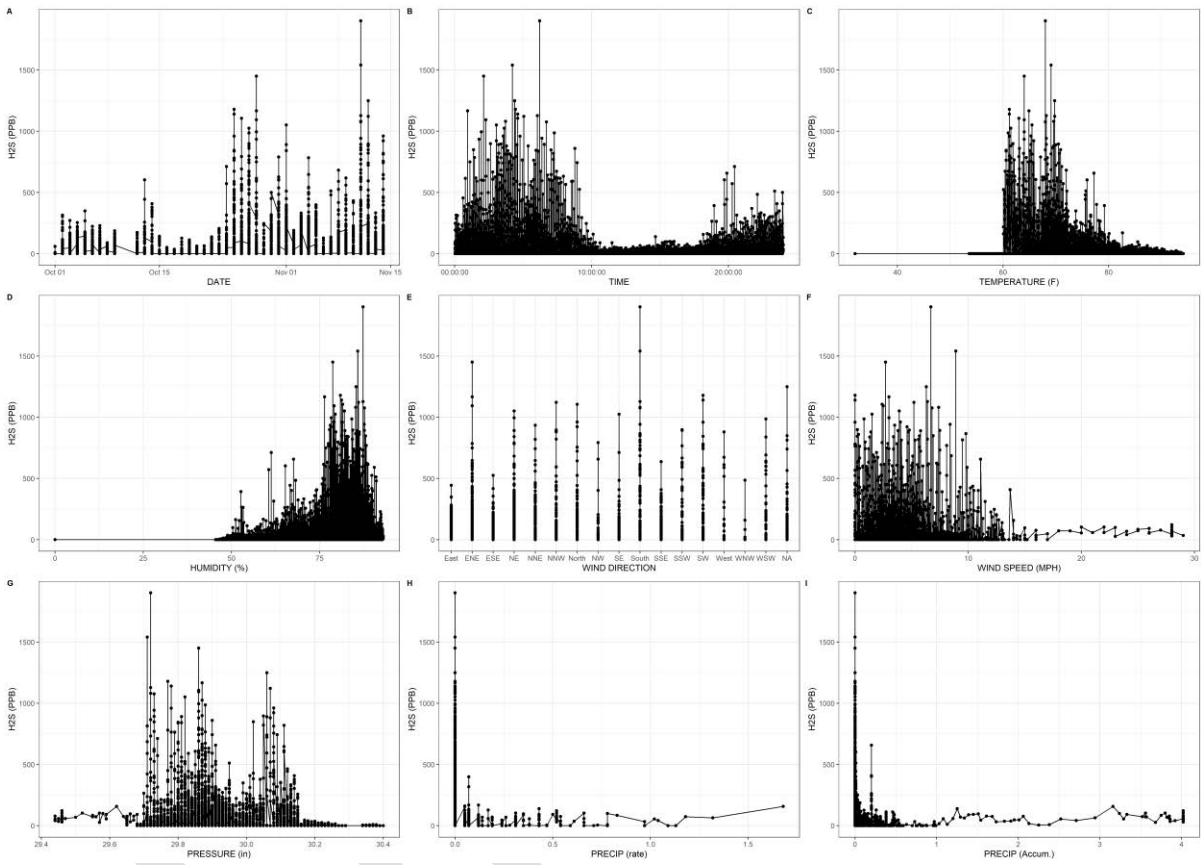 A
H2S (PPB)
1500
1000
500
0
Oct 01
Oct 15
Nov 01
Nov 15
DATE
B
H2S (PPB)
1500
1000
500
0
00:00:00
10:00:00
20:00:00
TIME
C
H2S (PPB)
1500
1000
500
0
40
60
80
TEMPERATURE (F)
D
H2S (PPB)
1500
1000
500
0
0
25
50
75
HUMIDITY (%)
E
H2S (PPB)
1500
1000
500
0
East ENE ESE NE NNE NNW North NW SE South SSE SSW SW West WNW WSW NA
WIND DIRECTION
F
H2S (PPB)
1500
1000
500
0
0
10
20
30
WIND SPEED (MPH)
G
H2S (PPB)
1500
1000
500
0
29.4
29.6
29.8
30.0
30.2
30.4
PRESSURE (in)
H
H2S (PPB)
1500
1000
500
0
0.0
0.5
1.0
1.5
PRECIP (rate)
I
H2S (PPB)
1500
1000
500
0
0
1
2
3
4
PRECIP (Accum.)